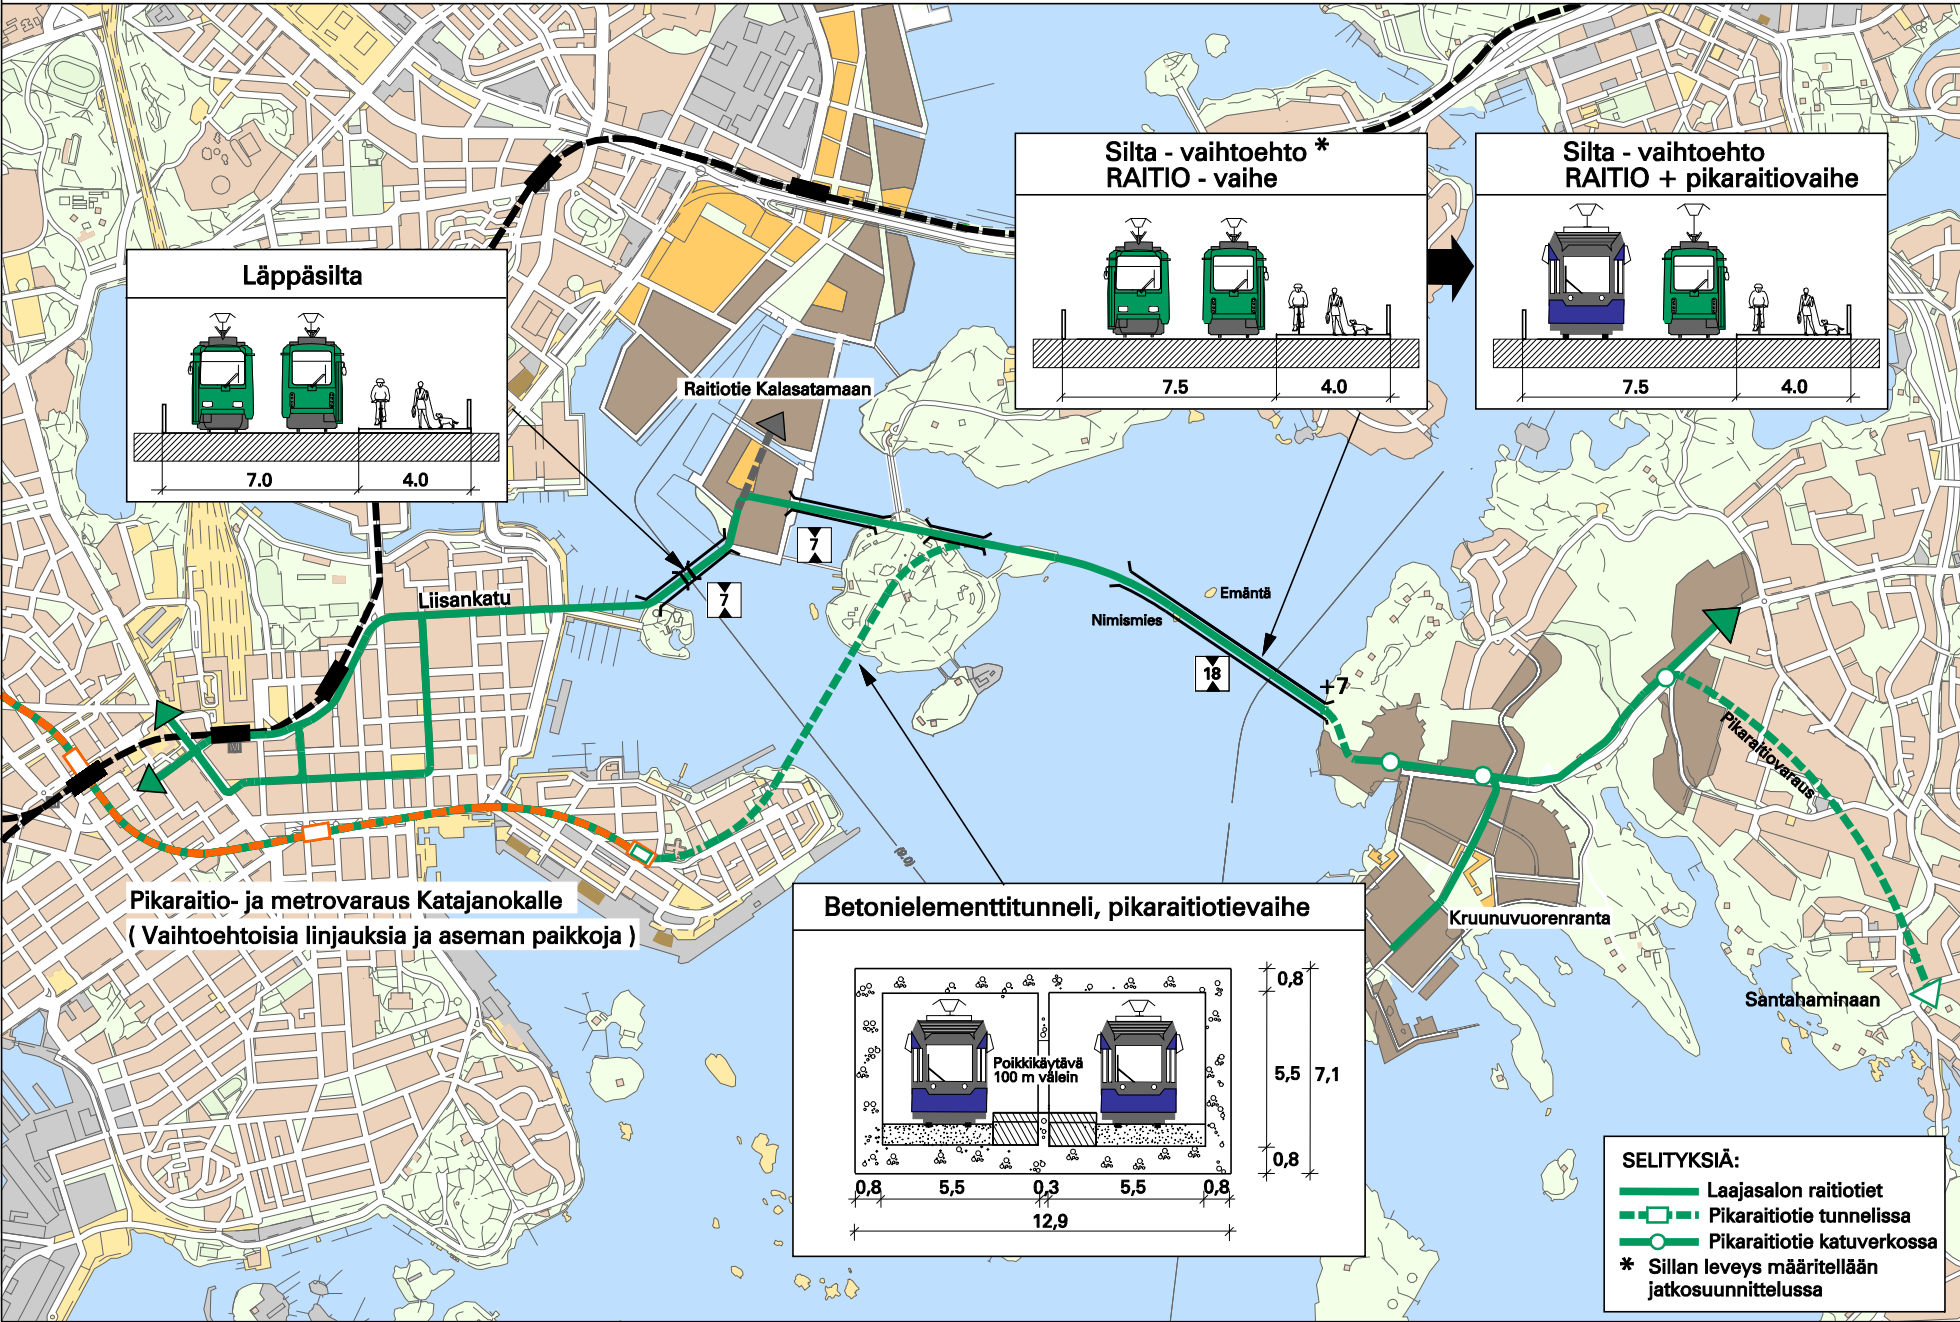 Silta - vaihtoehto *
RAITIO - vaihe
7.5
4.0
Silta - vaihtoehto
RAITIO + pikaraitiovaihe
7.5
4.0
Läppäsilta
7.0
4.0
Raitiotie Kalasatamaan
7
7
Liisankatu
Emäntä
Nimismies
18
+7
Pikaraitiovaraus
M
(9.0)
Pikaraitio- ja metrovaraus Katajanokalle
( Vaihtoehtoisia linjauksia ja aseman paikkoja )
Kruunuvuorenranta
Santahaminaan
Betonielementtitunneli, pikaraitiotievaihe
Poikkikäytävä
100 m välein
0,8
5,5
7,1
0,8
0,8
5,5
0,3
5,5
0,8
12,9
SELITYKSIÄ:
Laajasalon raitiotiet
Pikaraitiotie tunnelissa
Pikaraitiotie katuverkossa
* Sillan leveys määritellään
jatkosuunnittelussa